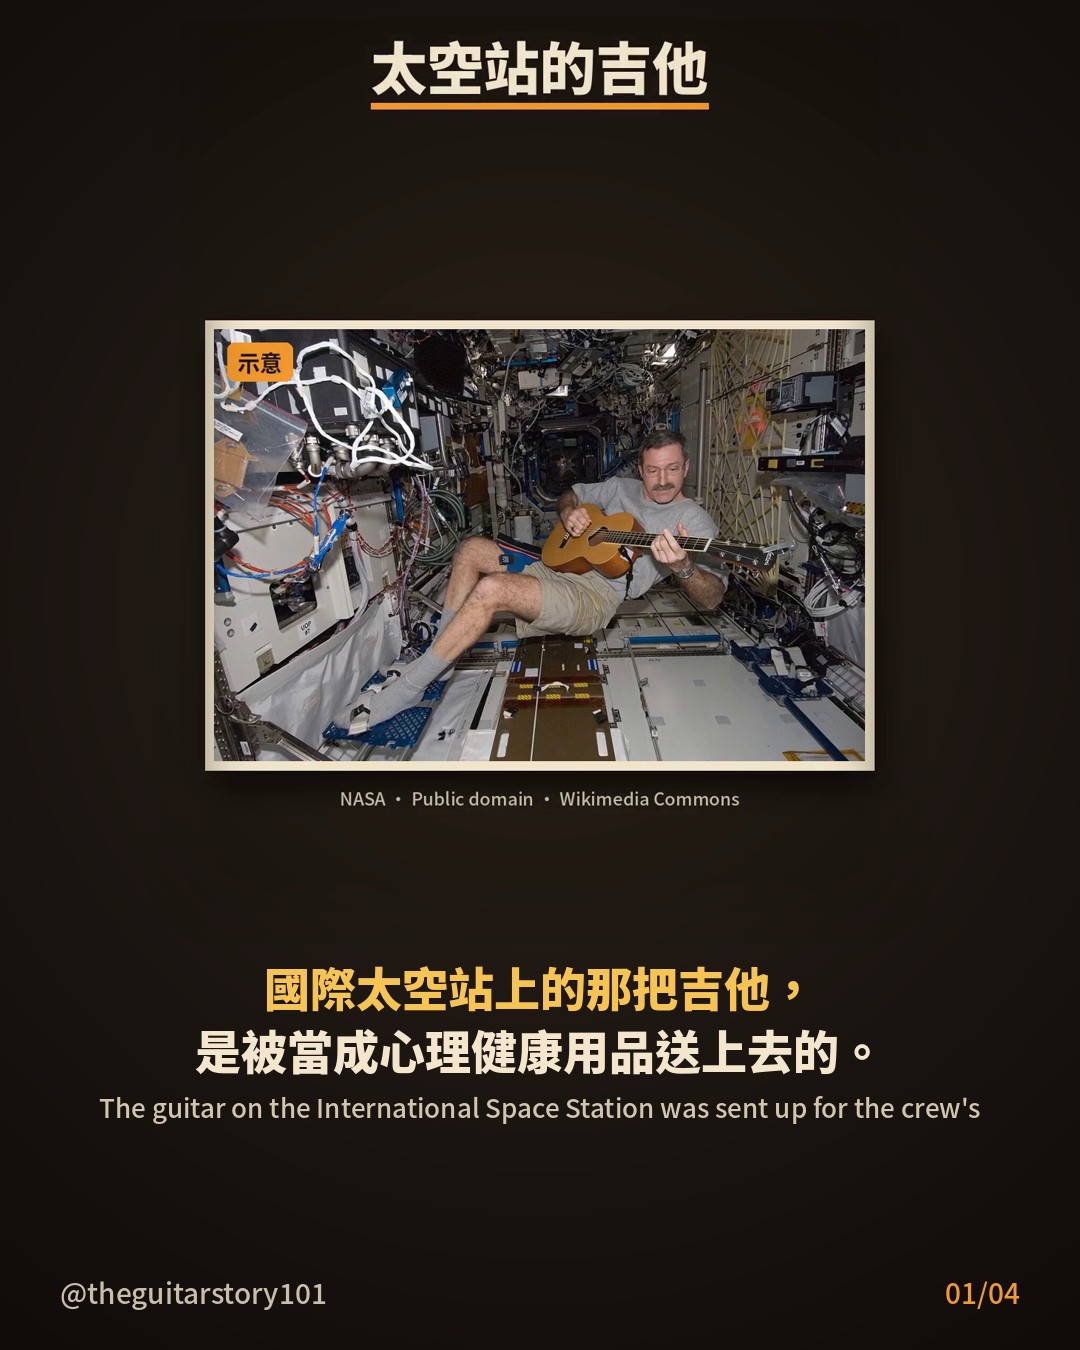 太空站的吉他
示意
NASA • Public domain • Wikimedia Commons
國際太空站上的那把吉他，
是被當成心理健康用品送上去的。
The guitar on the International Space Station was sent up for the crew's
@theguitarstory101
01/04